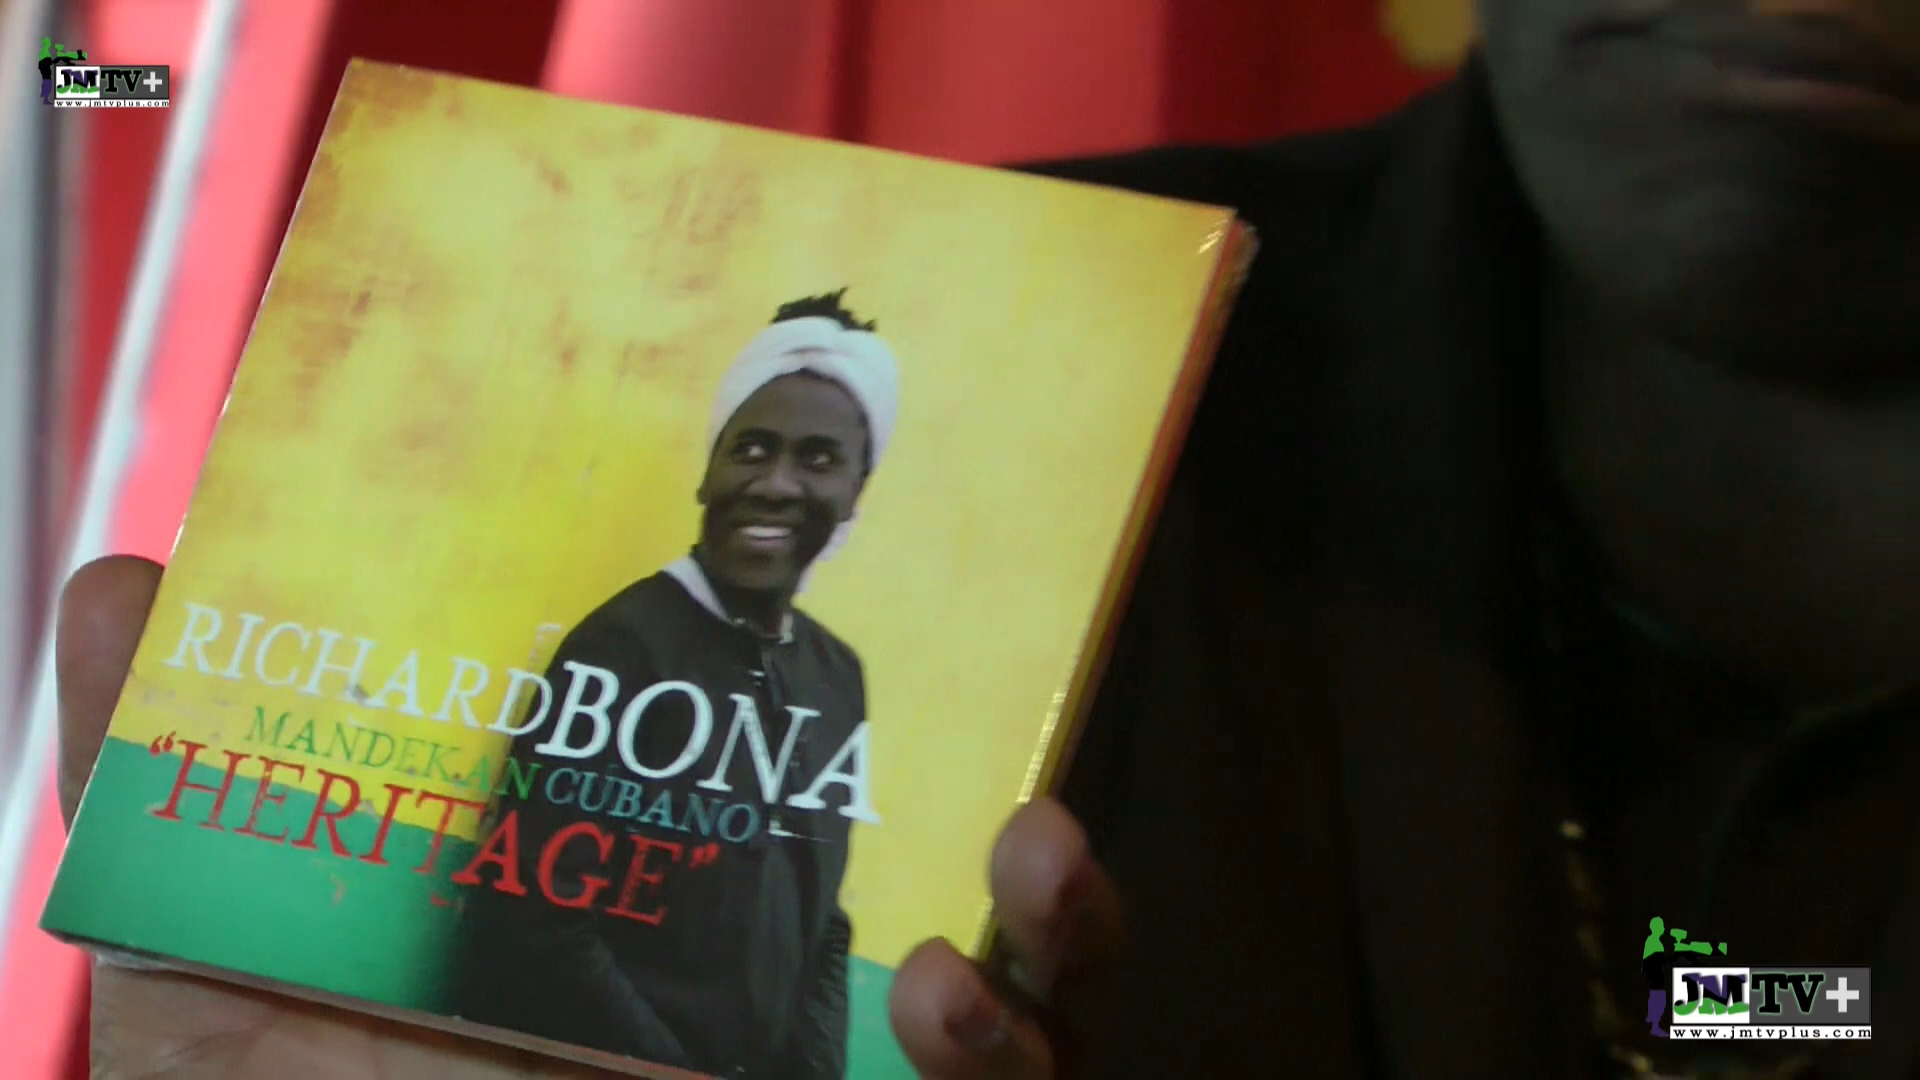 JMTV+
www.jmtvplus.com
RICHARD BONA
MANDEKAN CUBANO
“HERITAGE”
JMTV+
www.jmtvplus.com